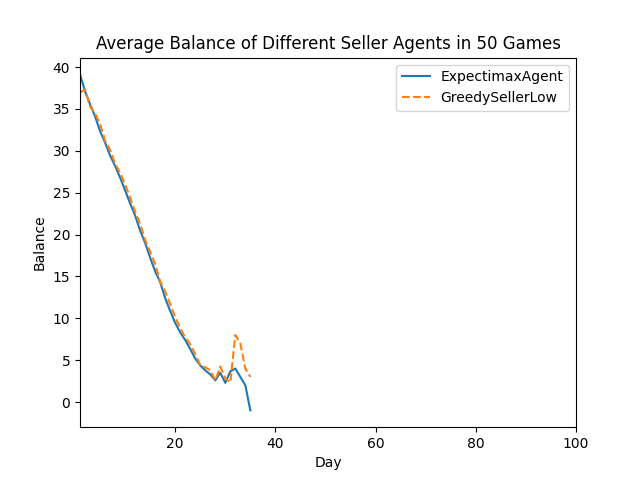 Average Balance of Different Seller Agents in 50 Games
40
35
30
25
20
15
10
5
0
Balance
ExpectimaxAgent
GreedySellerLow
20
40
60
80
100
Day